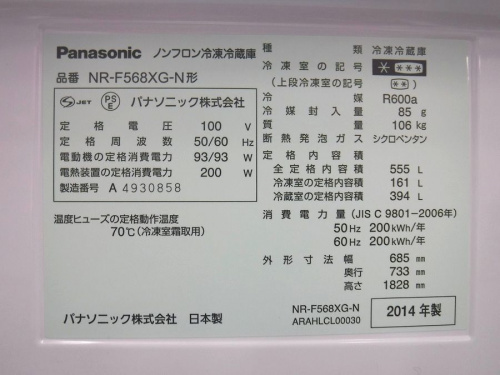 Panasonic ノンフロン冷凍冷蔵庫
品番 NR-F568XG-N形
S JET PS E パナソニック株式会社
定格電圧 100 V
定格周波数 50/60 Hz
電動機の定格消費電力 93/93 W
電熱装置の定格消費電力 200 W
製造番号 A 4930858
温度ヒューズの定格動作温度
70℃(冷凍室霜取用)
パナソニック株式会社 日本製
種類 冷凍冷蔵庫
冷凍室の記号 * ***
(上段冷凍室の記号 **)
冷媒 R600a
冷媒封入量 85 g
質量 106 kg
断熱発泡ガス シクロペンタン
定格内容積
全定格内容積 555 L
冷凍室の定格内容積 161 L
冷蔵室の定格内容積 394 L
消費電力量(JIS C 9801-2006年)
50 Hz 200 kWh/年
60 Hz 200 kWh/年
外形寸法 幅 685 mm
奥行 733 mm
高さ 1828 mm
NR-F568XG-N
ARAHLCL00030
2014 年製